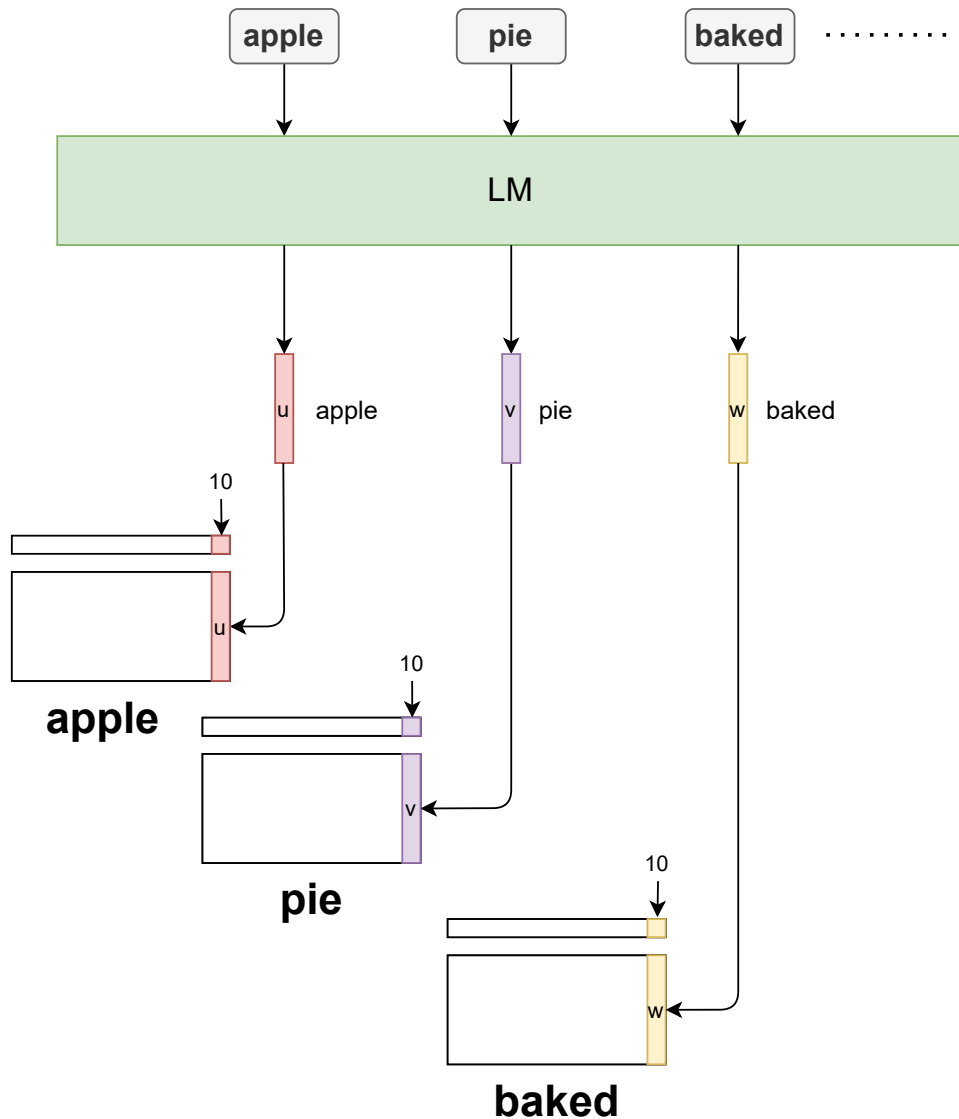 apple pie baked .........
LM
u apple v pie w baked
10
u
apple
10
v
pie
10
w
baked